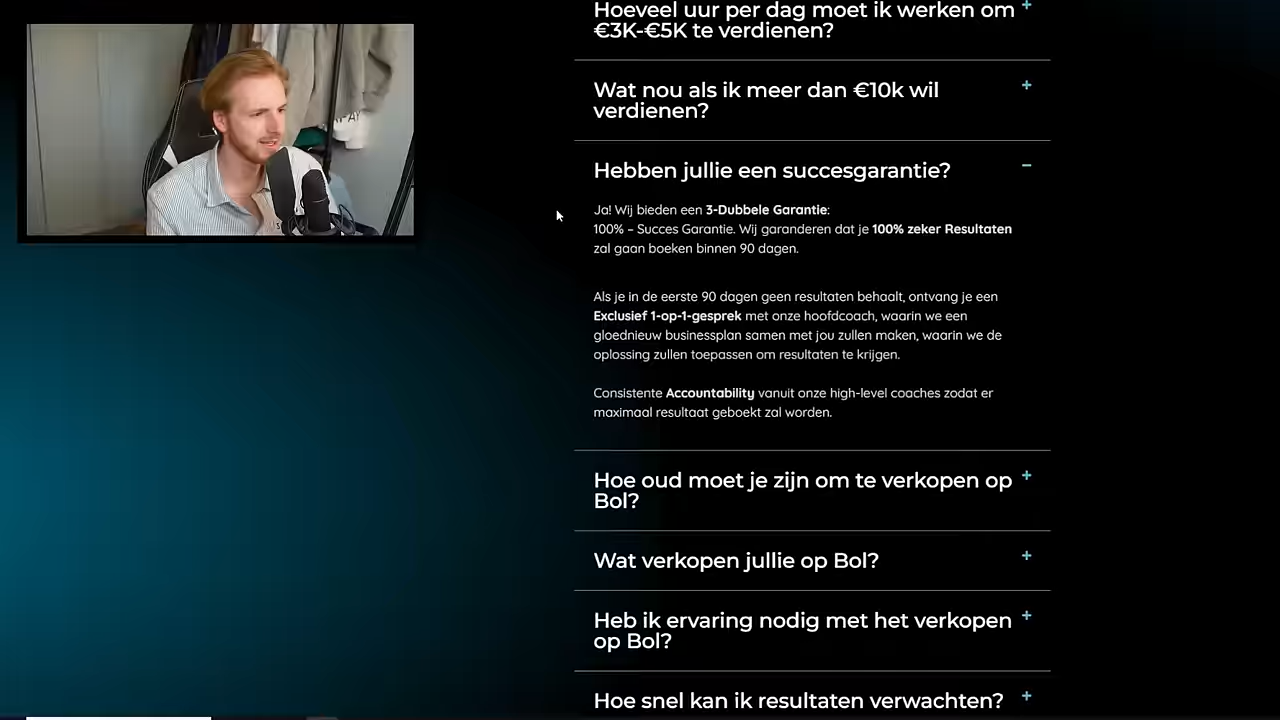 Hoeveel uur per dag moet ik werken om
€3K-€5K te verdienen?
Wat nou als ik meer dan €10k wil
verdienen?
Hebben jullie een succesgarantie?
Ja! Wij bieden een 3-Dubbele Garantie:
100% – Succes Garantie. Wij garanderen dat je 100% zeker Resultaten
zal gaan boeken binnen 90 dagen.
Als je in de eerste 90 dagen geen resultaten behaalt, ontvang je een
Exclusief 1-op-1-gesprek met onze hoofdcoach, waarin we een
gloednieuw businessplan samen met jou zullen maken, waarin we de
oplossing zullen toepassen om resultaten te krijgen.
Consistente Accountability vanuit onze high-level coaches zodat er
maximaal resultaat geboekt zal worden.
Hoe oud moet je zijn om te verkopen op
Bol?
Wat verkopen jullie op Bol?
Heb ik ervaring nodig met het verkopen
op Bol?
Hoe snel kan ik resultaten verwachten?